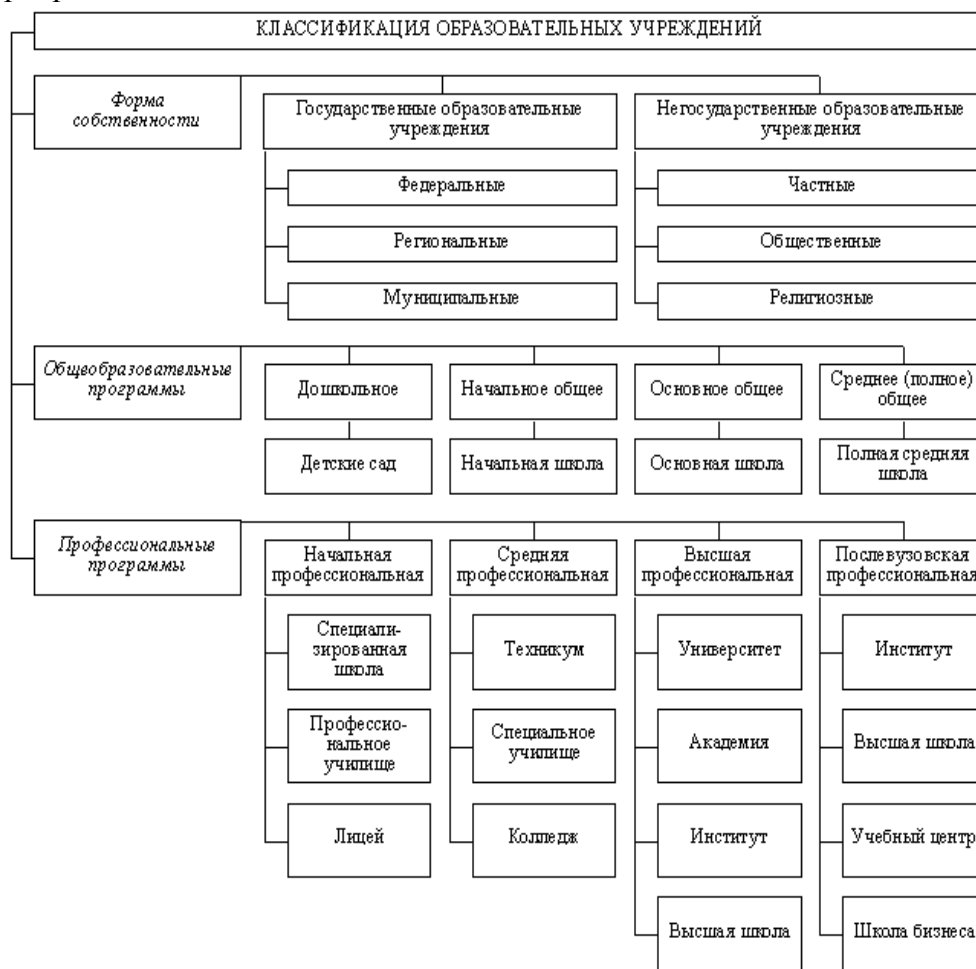 КЛАССИФИКАЦИЯ ОБРАЗОВАТЕЛЬНЫХ УЧРЕЖДЕНИЙ
Форма
собственности
Государственные образовательные
учреждения
Негосударственные образовательные
учреждения
Федеральные
Частные
Региональные
Общественные
Муниципальные
Религиозные
Общеобразовательные
программы
Дошкольное
Начальное общее
Основное общее
Среднее (полное)
общее
Детские сад
Начальная школа
Основная школа
Полная средняя
школа
Профессиональные
программы
Начальная
профессиональная
Средняя
профессиональная
Высшая
профессиональная
Послевузовская
профессиональная
Специали-
зированная
школа
Техникум
Университет
Институт
Профессио-
нальное
училище
Специальное
училище
Академия
Высшая школа
Лицей
Колледж
Институт
Учебный центр
Высшая школа
Школа бизнеса